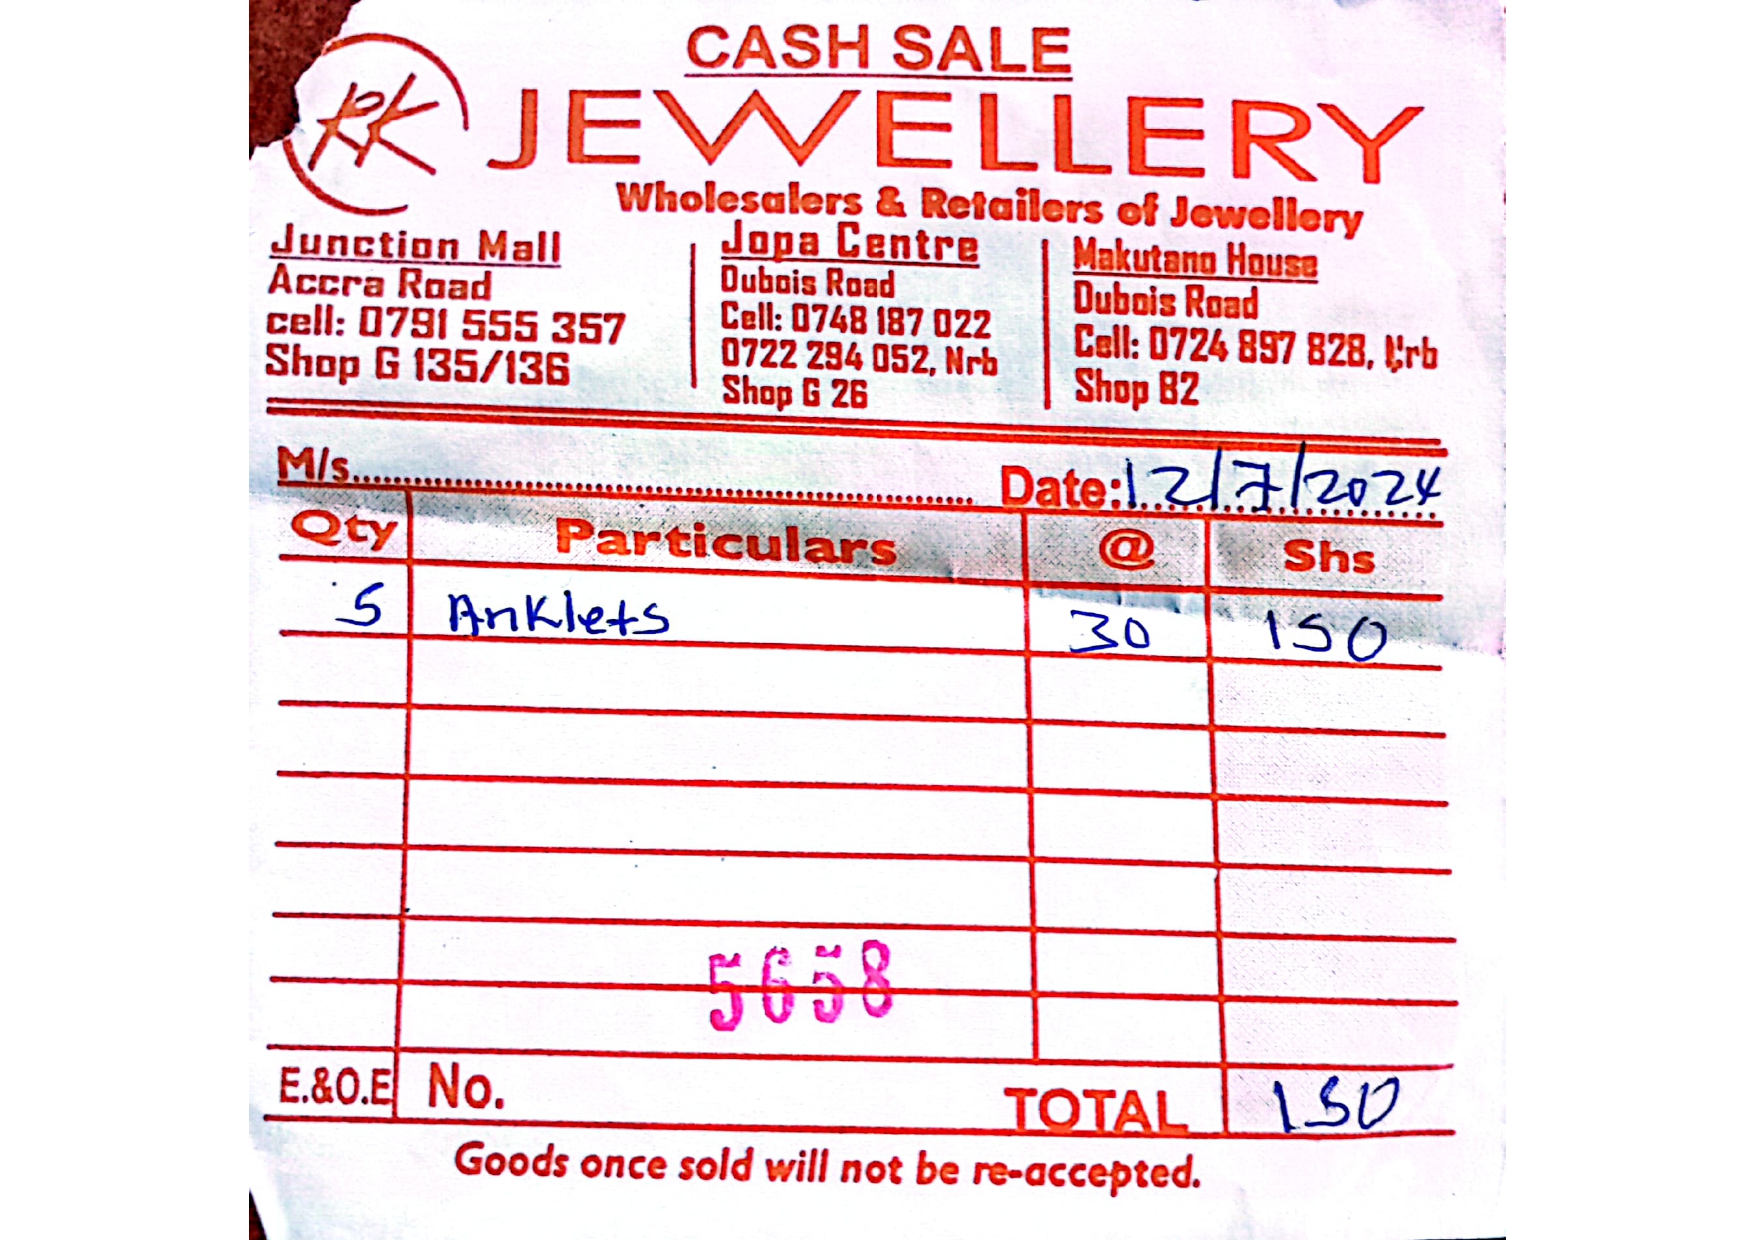 CASH SALE
RK JEWELLERY
Wholesalers & Retailers of Jewellery
Junction Mall
Accra Road
cell: 0791 555 357
Shop G 135/136
Jopa Centre
Dubois Road
Cell: 0748 187 022
0722 294 052, Nrb
Shop G 26
Makutano House
Dubois Road
Cell: 0724 897 828, Nrb
Shop B2
M/s. Date: 12/7/2024
Qty Particulars @ Shs
5 Anklets 30 150
5658
E.&O.E No. TOTAL 150
Goods once sold will not be re-accepted.